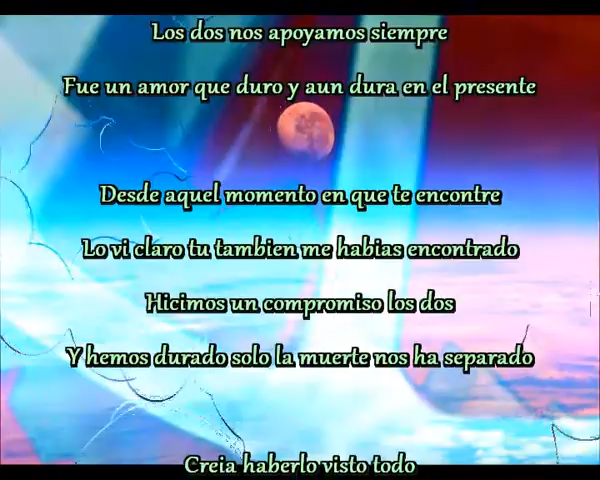 Los dos nos apoyamos siempre
Fue un amor que duro y aun dura en el presente
Desde aquel momento en que te encontre
Lo vi claro tu tambien me habias encontrado
Hicimos un compromiso los dos
Y hemos durado solo la muerte nos ha separado
Creia haberlo visto todo